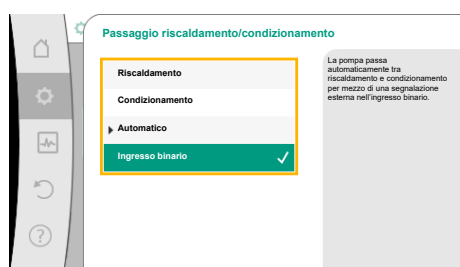 Passaggio riscaldamento/condizionamento
Riscaldamento
Condizionamento
Automatico
Ingresso binario
La pompa passa
automaticamente tra
riscaldamento e condizionamento
per mezzo di una segnalazione
esterna nell'ingresso binario.
?